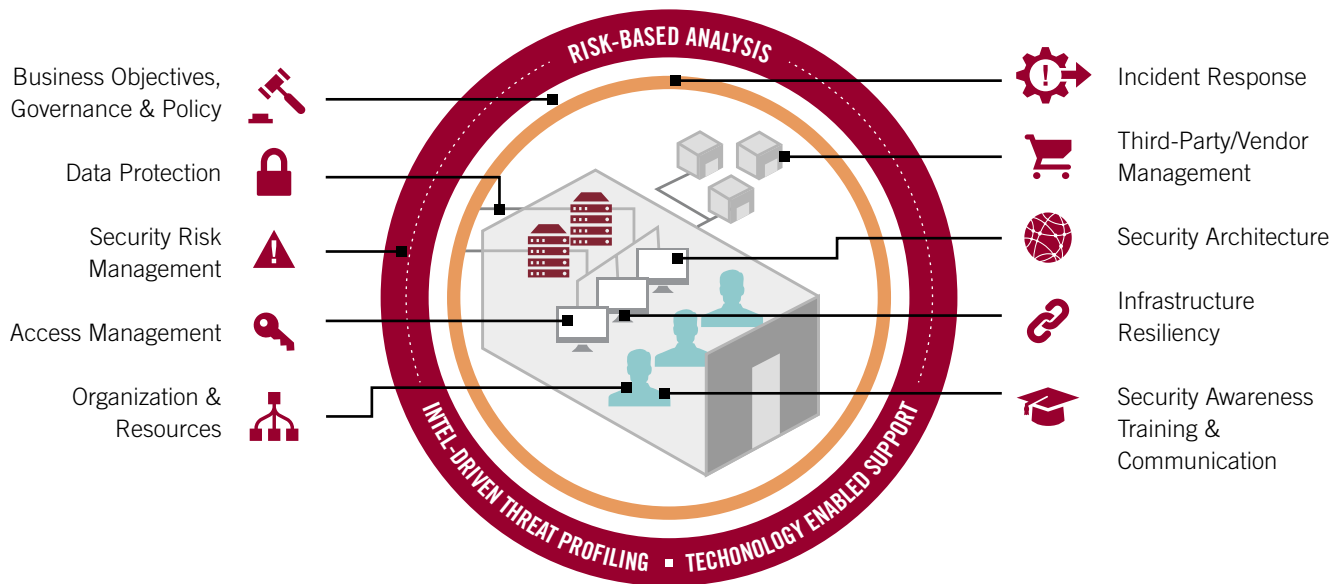 RISK-BASED ANALYSIS
Business Objectives,
Governance & Policy
Data Protection
Security Risk
Management
Access Management
Organization &
Resources
Incident Response
Third-Party/Vendor
Management
Security Architecture
Infrastructure
Resiliency
Security Awareness
Training &
Communication
INTEL-DRIVEN THREAT PROFILING ▪ TECHONOLOGY ENABLED SUPPORT